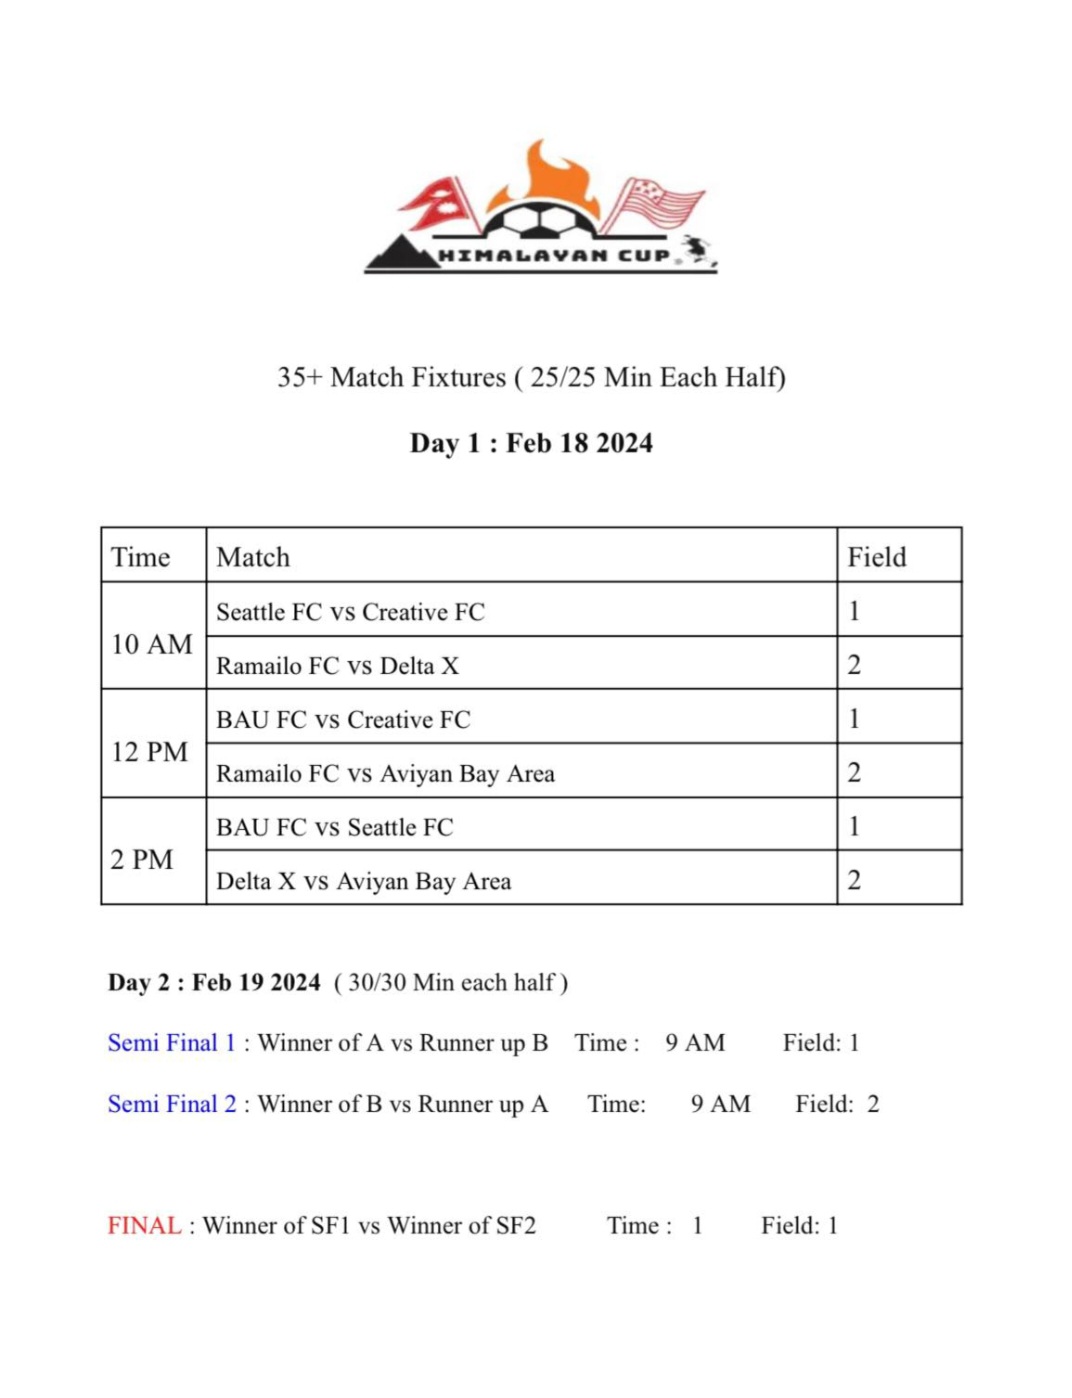 HIMALAYAN CUP
35+ Match Fixtures ( 25/25 Min Each Half)
Day 1 : Feb 18 2024
Time Match Field
10 AM
Seattle FC vs Creative FC 1
Ramailo FC vs Delta X 2
12 PM
BAU FC vs Creative FC 1
Ramailo FC vs Aviyan Bay Area 2
2 PM
BAU FC vs Seattle FC 1
Delta X vs Aviyan Bay Area 2
Day 2 : Feb 19 2024 ( 30/30 Min each half )
Semi Final 1 : Winner of A vs Runner up B Time : 9 AM Field: 1
Semi Final 2 : Winner of B vs Runner up A Time: 9 AM Field: 2
FINAL : Winner of SF1 vs Winner of SF2 Time : 1 Field: 1